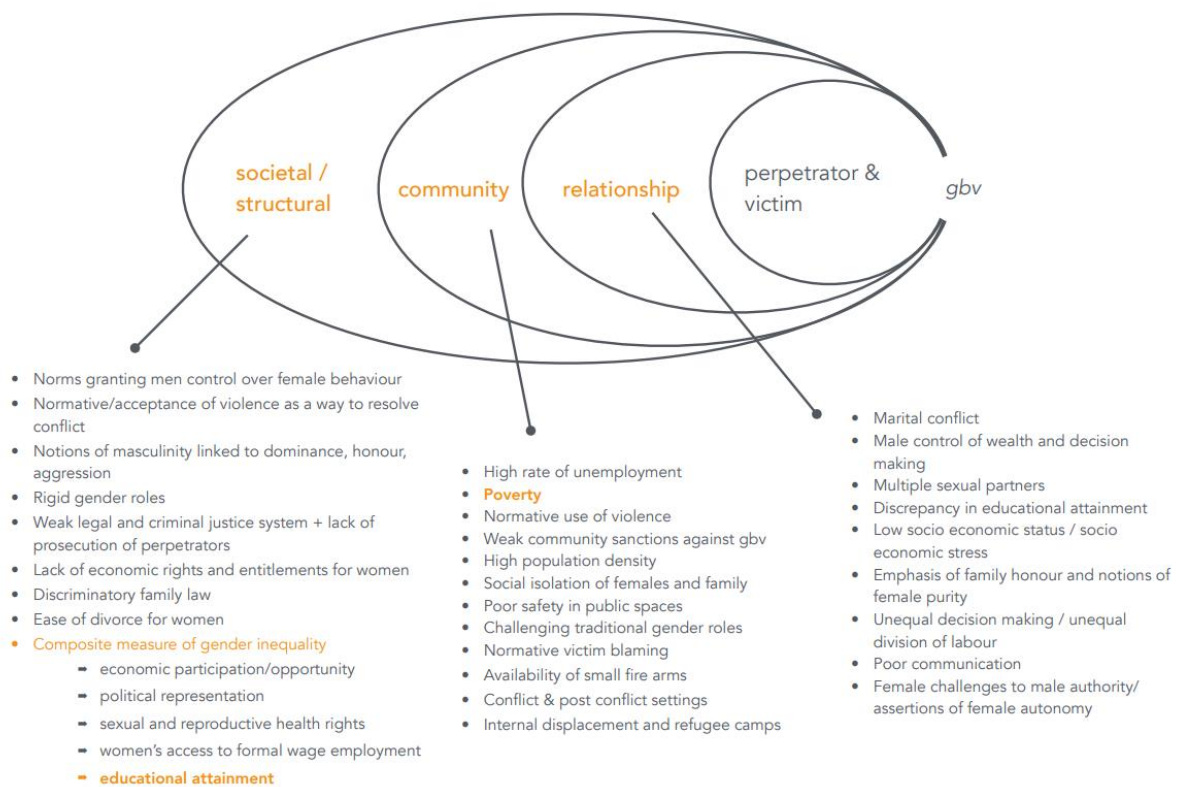 societal /
structural
community
relationship
perpetrator &
victim
gbv
• Norms granting men control over female behaviour
• Normative/acceptance of violence as a way to resolve
conflict
• Notions of masculinity linked to dominance, honour,
aggression
• Rigid gender roles
• Weak legal and criminal justice system + lack of
prosecution of perpetrators
• Lack of economic rights and entitlements for women
• Discriminatory family law
• Ease of divorce for women
• Composite measure of gender inequality
➡ economic participation/opportunity
➡ political representation
➡ sexual and reproductive health rights
➡ women's access to formal wage employment
➡ educational attainment
• High rate of unemployment
• Poverty
• Normative use of violence
• Weak community sanctions against gbv
• High population density
• Social isolation of females and family
• Poor safety in public spaces
• Challenging traditional gender roles
• Normative victim blaming
• Availability of small fire arms
• Conflict & post conflict settings
• Internal displacement and refugee camps
• Marital conflict
• Male control of wealth and decision
making
• Multiple sexual partners
• Discrepancy in educational attainment
• Low socio economic status / socio
economic stress
• Emphasis of family honour and notions of
female purity
• Unequal decision making / unequal
division of labour
• Poor communication
• Female challenges to male authority/
assertions of female autonomy